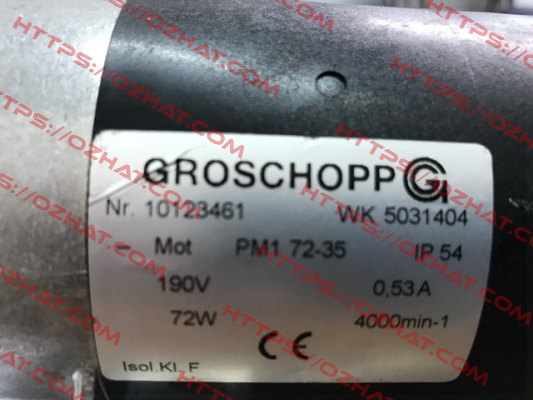 GROSCHOPP G
Nr. 10123461 WK 5031404
– Mot PM1 72-35 IP 54
190V 0,53A
72W 4000min-1
CE
Isol.Kl. F
HTTPS://OZHAT.COM